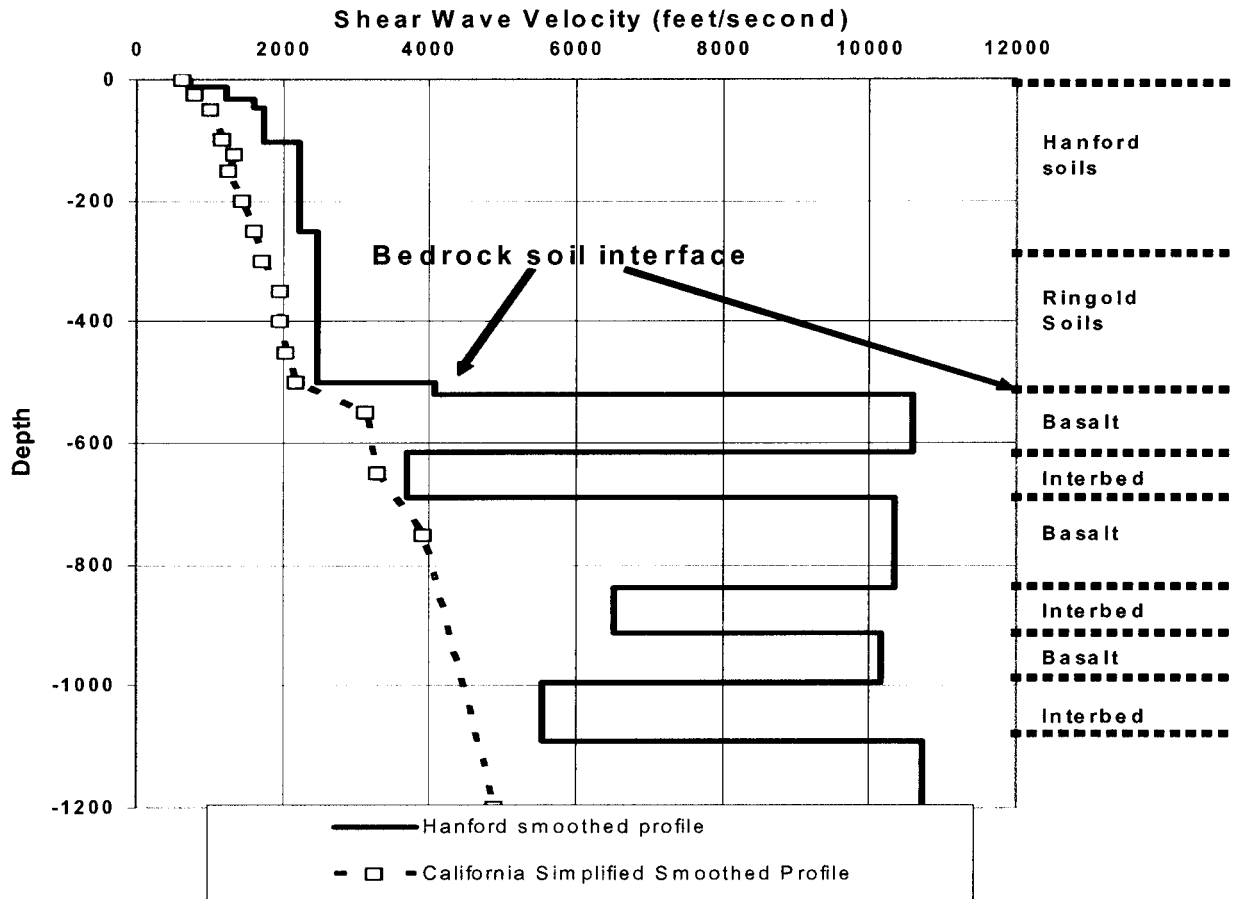 Shear Wave Velocity (feet/second)
0 2000 4000 6000 8000 10000 12000
0
-200
-400
-600
-800
-1000
-1200
Depth
Bedrock soil interface
Hanford
soils
Ringold
Soils
Basalt
Interbed
Basalt
Interbed
Basalt
Interbed
Hanford smoothed profile
California Simplified Smoothed Profile